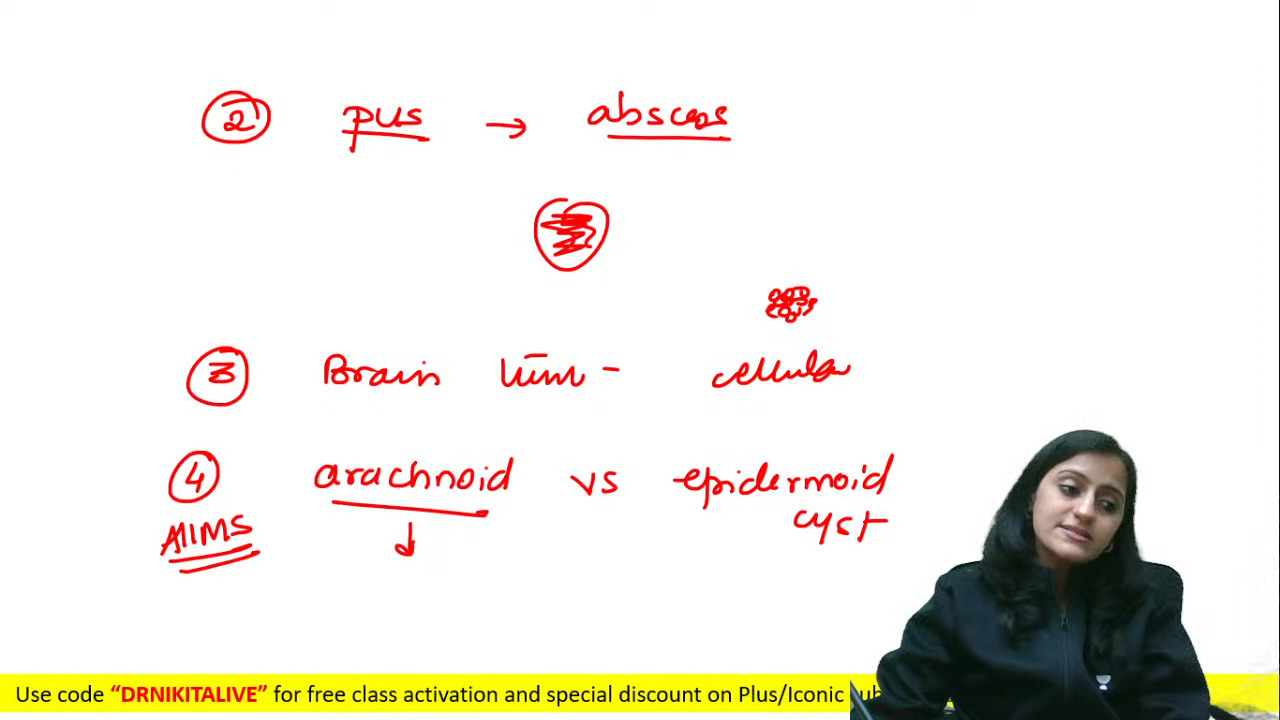 2 pus → abscess
3 Brain tum - cellular
4 arachnoid vs epidermoid
cyst
AIIMS
Use code “DRNIKITALIVE” for free class activation and special discount on Plus/Iconic